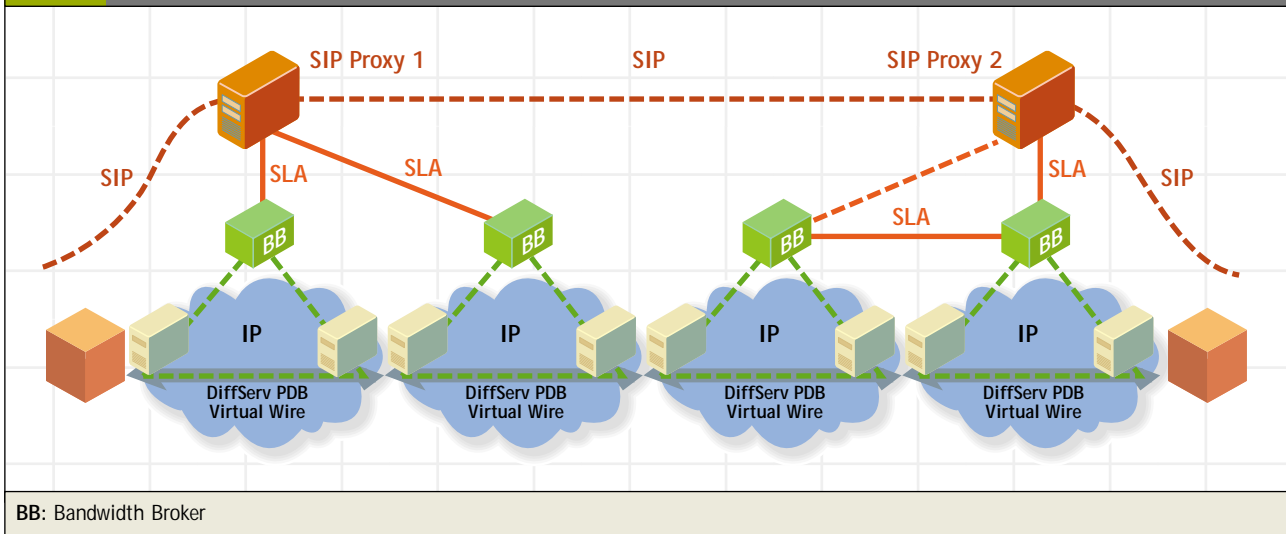 SIP Proxy 1
SIP
SIP Proxy 2
SIP
SLA
SLA
SLA
SIP
BB
BB
BB
SLA
BB
IP
IP
IP
IP
DiffServ PDB
Virtual Wire
DiffServ PDB
Virtual Wire
DiffServ PDB
Virtual Wire
DiffServ PDB
Virtual Wire
BB: Bandwidth Broker